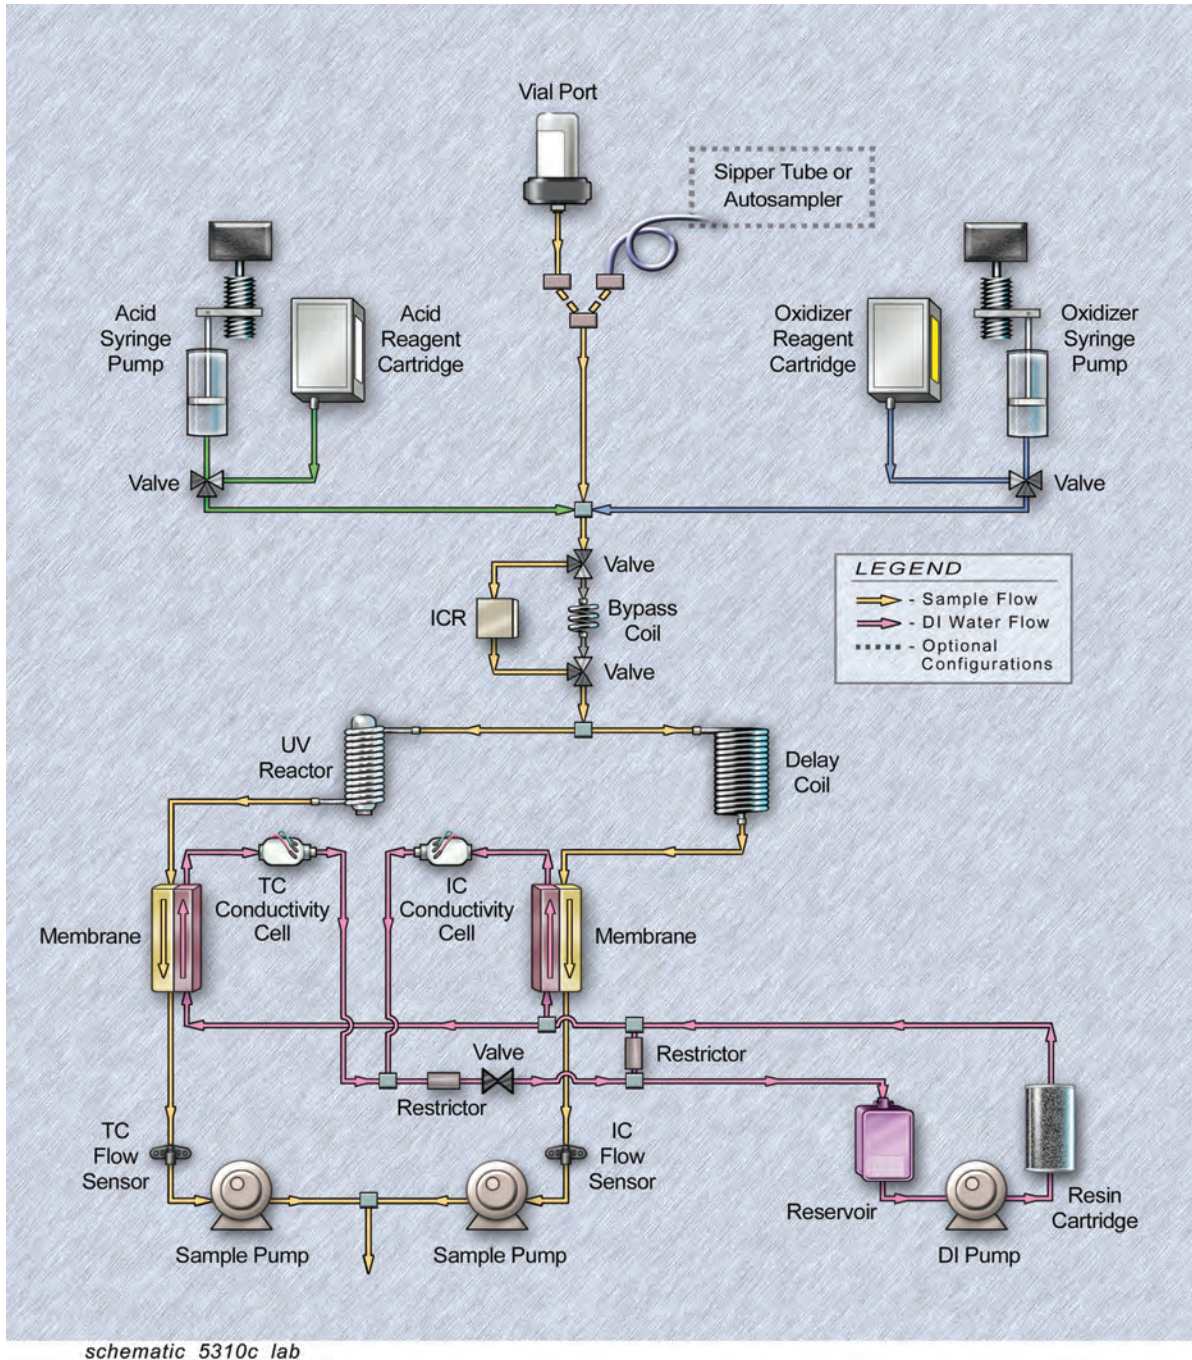 Vial Port
Sipper Tube or
Autosampler
Acid
Syringe
Pump
Acid
Reagent
Cartridge
Oxidizer
Reagent
Cartridge
Oxidizer
Syringe
Pump
Valve
Valve
Valve
ICR
Bypass
Coil
Valve
LEGEND
- Sample Flow
- DI Water Flow
- Optional
Configurations
UV
Reactor
Delay
Coil
TC
Conductivity
Cell
IC
Conductivity
Cell
Membrane
Membrane
Valve
Restrictor
Restrictor
TC
Flow
Sensor
IC
Flow
Sensor
Reservoir
Resin
Cartridge
Sample Pump
Sample Pump
DI Pump
schematic 5310c lab